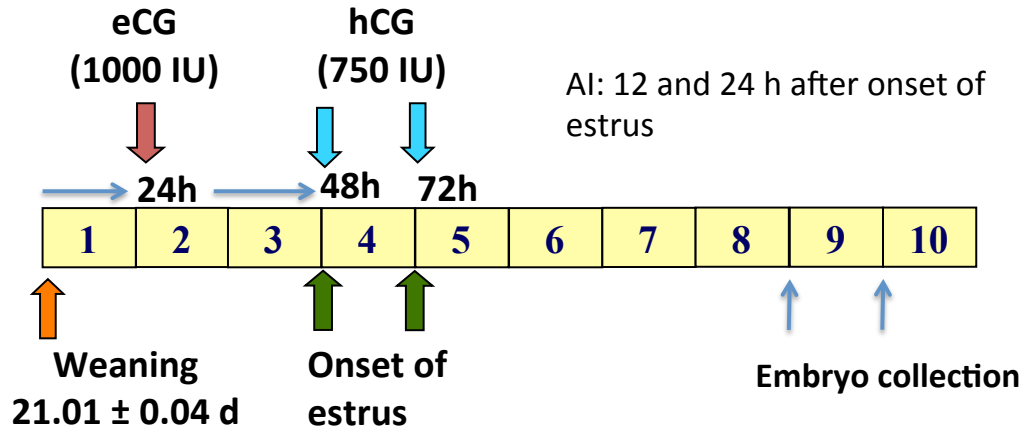 eCG
(1000 IU)
hCG
(750 IU)
AI: 12 and 24 h after onset of
estrus
24h
48h
72h
1 2 3 4 5 6 7 8 9 10
Weaning
21.01 ± 0.04 d
Onset of
estrus
Embryo collection